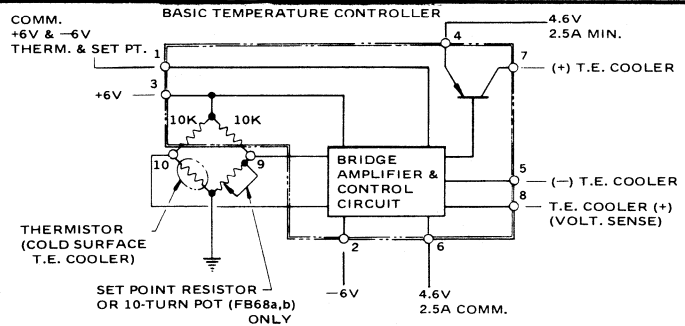 BASIC TEMPERATURE CONTROLLER
COMM.
+6V & —6V
THERM. & SET PT.
4.6V
2.5A MIN.
4
1
7
(+) T.E. COOLER
3
+6V
10K
10K
10
9
BRIDGE
AMPLIFIER &
CONTROL
CIRCUIT
5
(—) T.E. COOLER
8
T.E. COOLER (+)
(VOLT. SENSE)
THERMISTOR
(COLD SURFACE
T.E. COOLER)
2
6
SET POINT RESISTOR
OR 10-TURN POT (FB68a,b)
ONLY
—6V
4.6V
2.5A COMM.